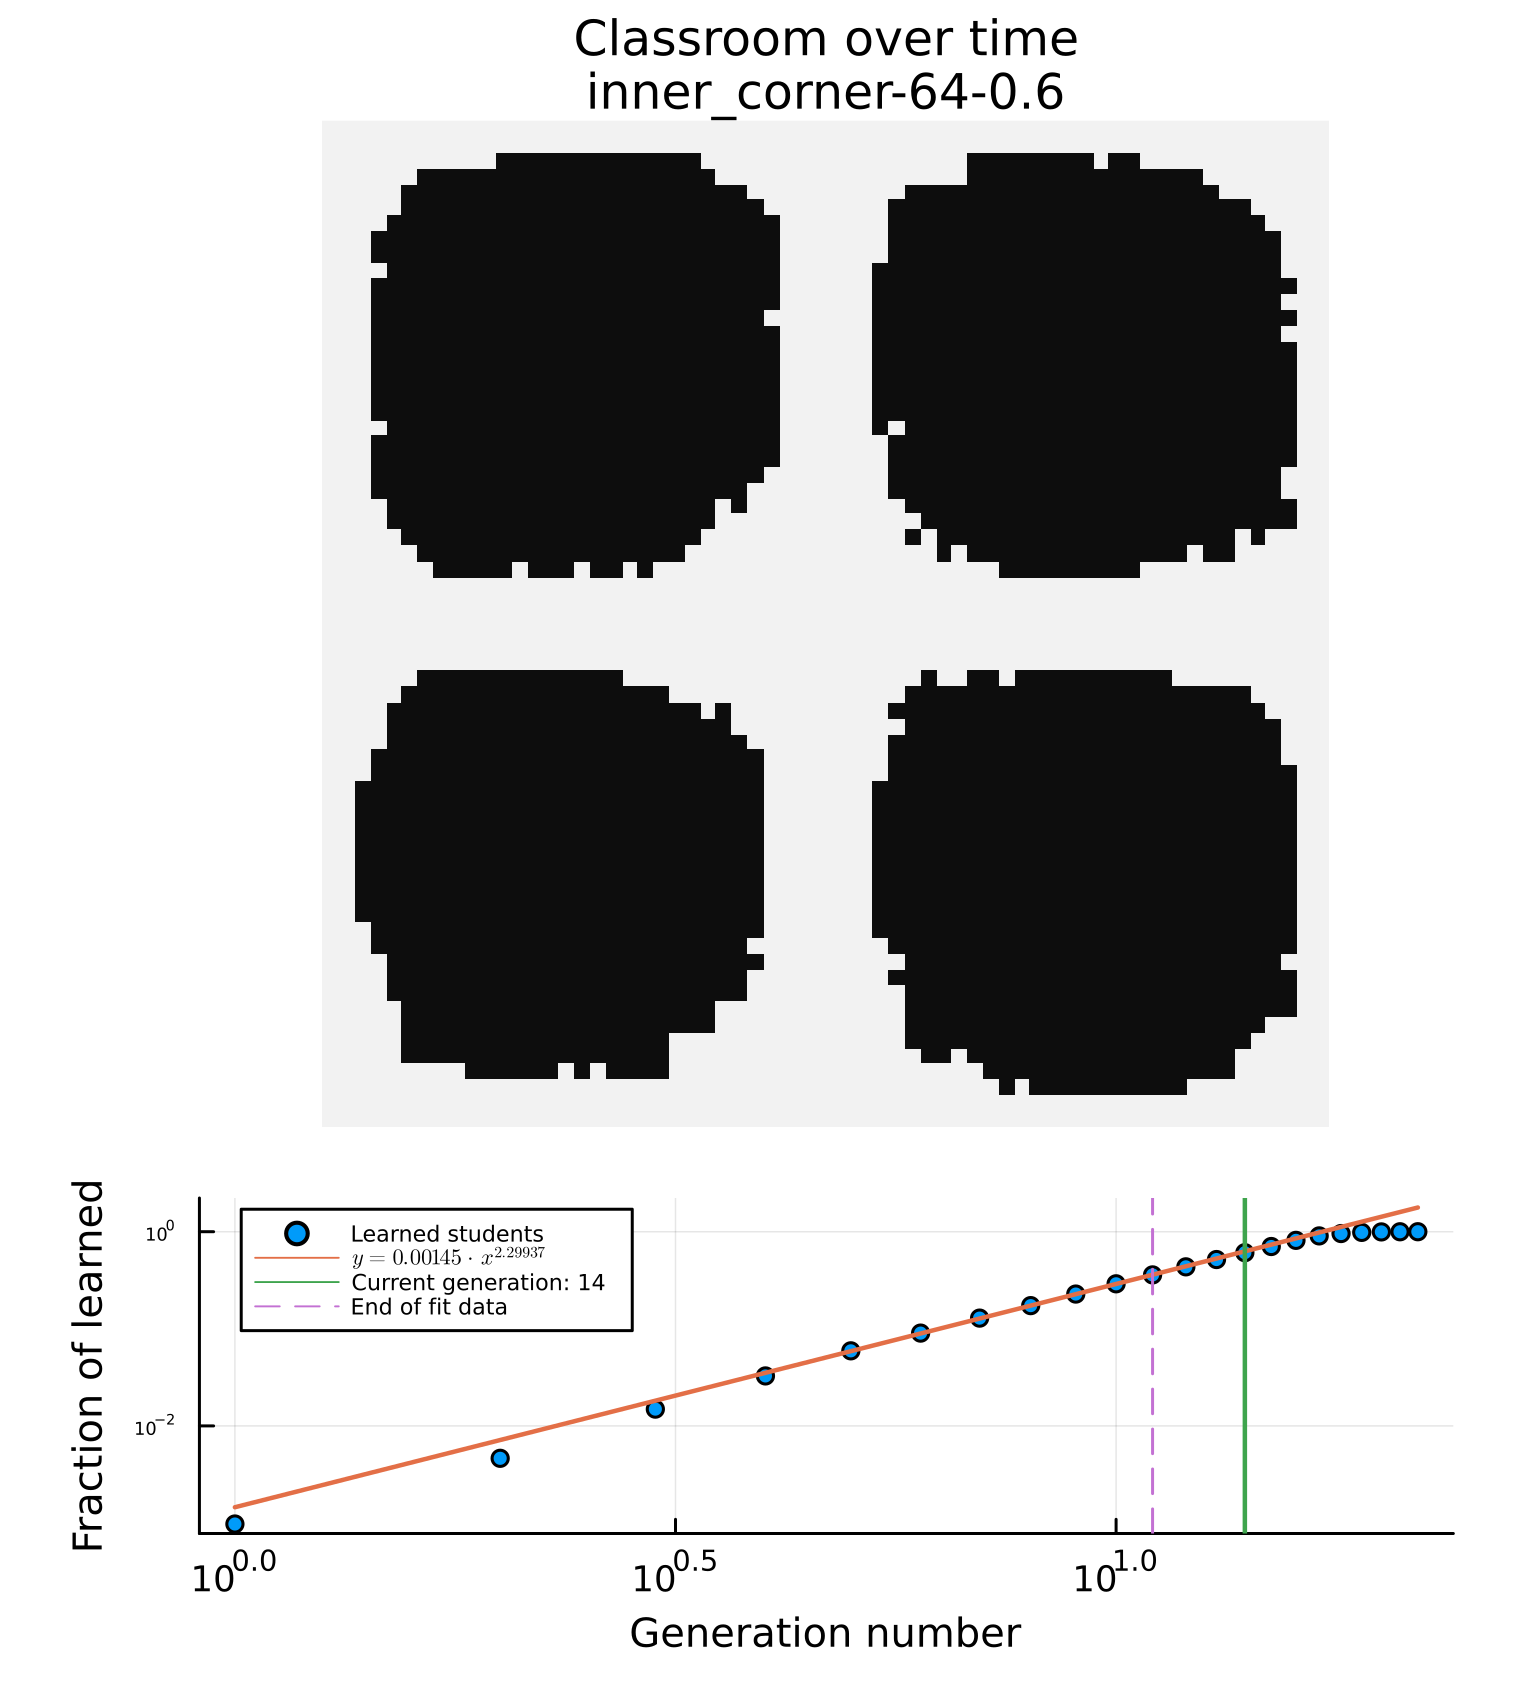 Classroom over time
inner_corner-64-0.6
Fraction of learned
10^0
10^−2
Learned students
y = 0.00145 · x^2.29937
Current generation: 14
End of fit data
10^0.0 10^0.5 10^1.0
Generation number